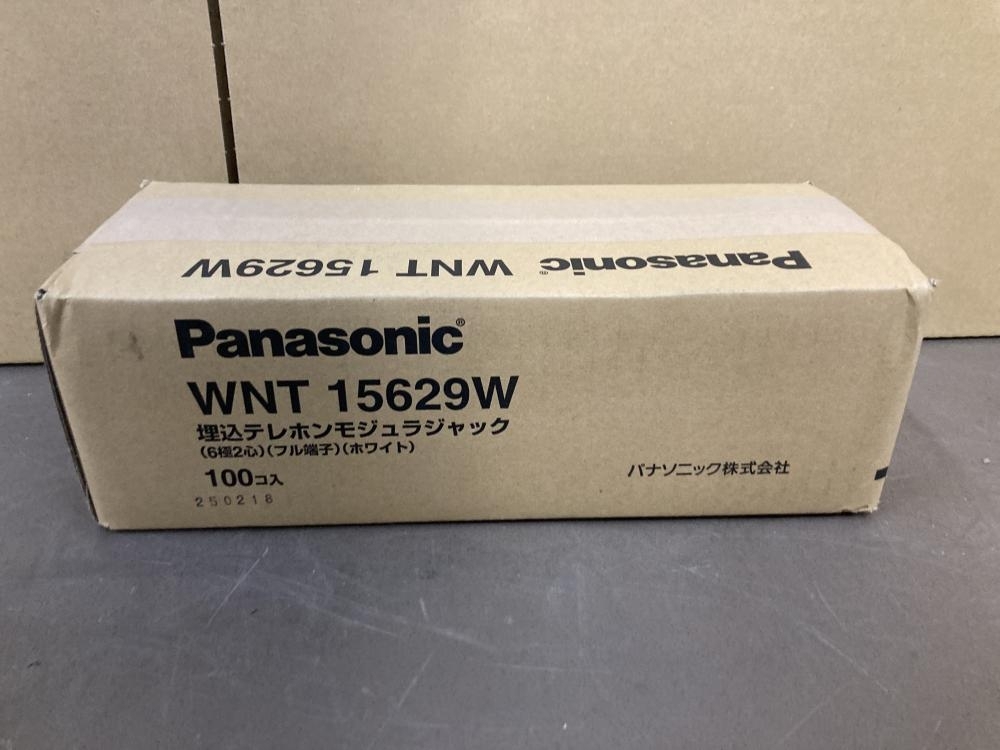 Panasonic® WNT 15629W
Panasonic®
WNT 15629W
埋込テレホンモジュラジャック
(6極2心)(フル端子)(ホワイト)
100コ入
250218
パナソニック株式会社